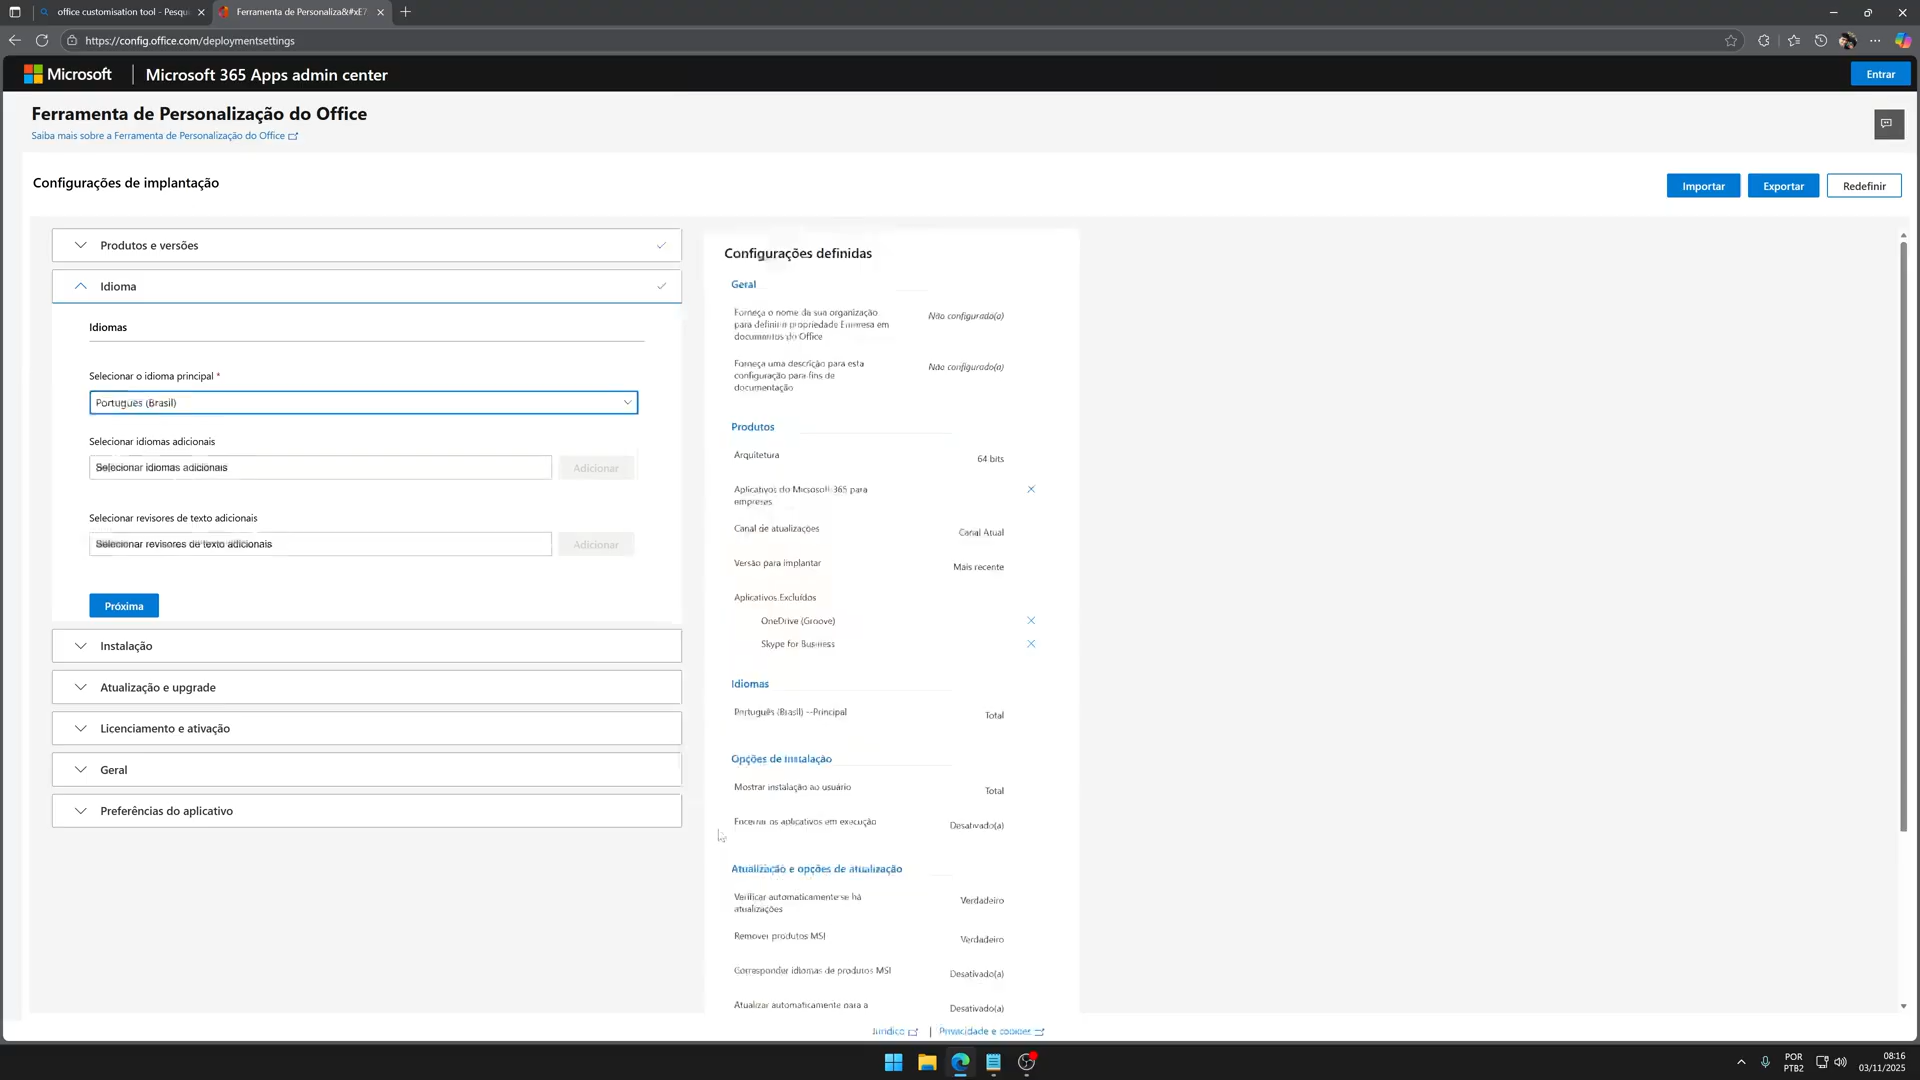 office customisation tool - Pesqu
Ferramenta de Personaliza&#xE7
https://config.office.com/deploymentsettings
Microsoft
Microsoft 365 Apps admin center
Entrar
Ferramenta de Personalização do Office
Saiba mais sobre a Ferramenta de Personalização do Office
Configurações de implantação
Importar
Exportar
Redefinir
Produtos e versões
Idioma
Idiomas
Selecionar o idioma principal *
Português (Brasil)
Selecionar idiomas adicionais
Selecionar idiomas adicionais
Adicionar
Selecionar revisores de texto adicionais
Selecionar revisores de texto adicionais
Adicionar
Próxima
Instalação
Atualização e upgrade
Licenciamento e ativação
Geral
Preferências do aplicativo
Configurações definidas
Geral
Forneça o nome da sua organização
para definir a propriedade Empresa em
documentos do Office
Não configurado(a)
Forneça uma descrição para esta
configuração para fins de
documentação
Não configurado(a)
Produtos
Arquitetura
64 bits
Aplicativos do Microsoft 365 para
empresas
Canal de atualizações
Canal Atual
Versão para implantar
Mais recente
Aplicativos Excluídos
OneDrive (Groove)
Skype for Business
Idiomas
Português (Brasil) --Principal
Total
Opções de instalação
Mostrar instalação ao usuário
Total
Encerrar os aplicativos em execução
Desativado(a)
Atualização e opções de atualização
Verificar automaticamente se há
atualizações
Verdadeiro
Remover produtos MSI
Verdadeiro
Corresponder idiomas de produtos MSI
Desativado(a)
Atualizar automaticamente para a
Desativado(a)
Jurídico
|
Privacidade e cookies
POR
PTB2
08:16
03/11/2025